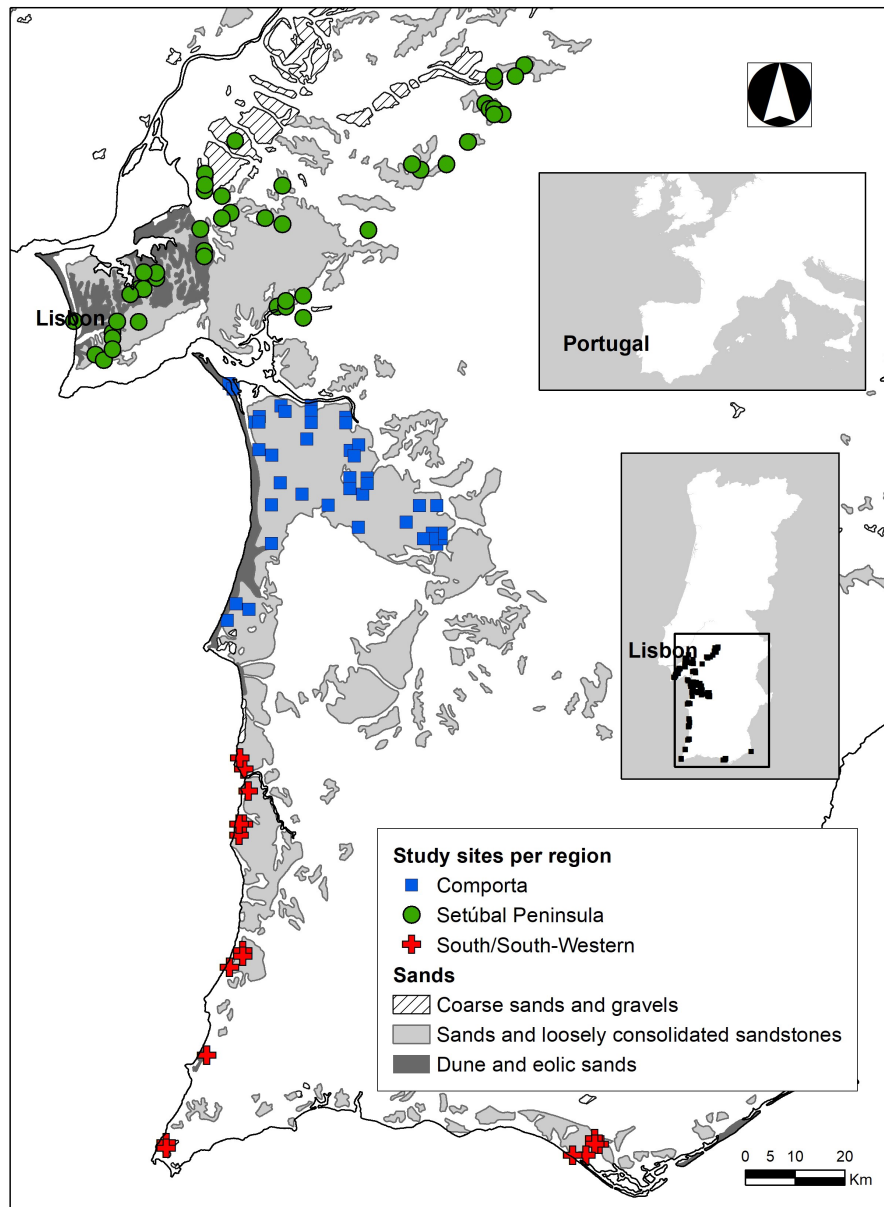 Portugal
Lisbon
Lisbon
Study sites per region
Comporta
Setúbal Peninsula
South/South-Western
Sands
Coarse sands and gravels
Sands and loosely consolidated sandstones
Dune and eolic sands
0 5 10 20
Km